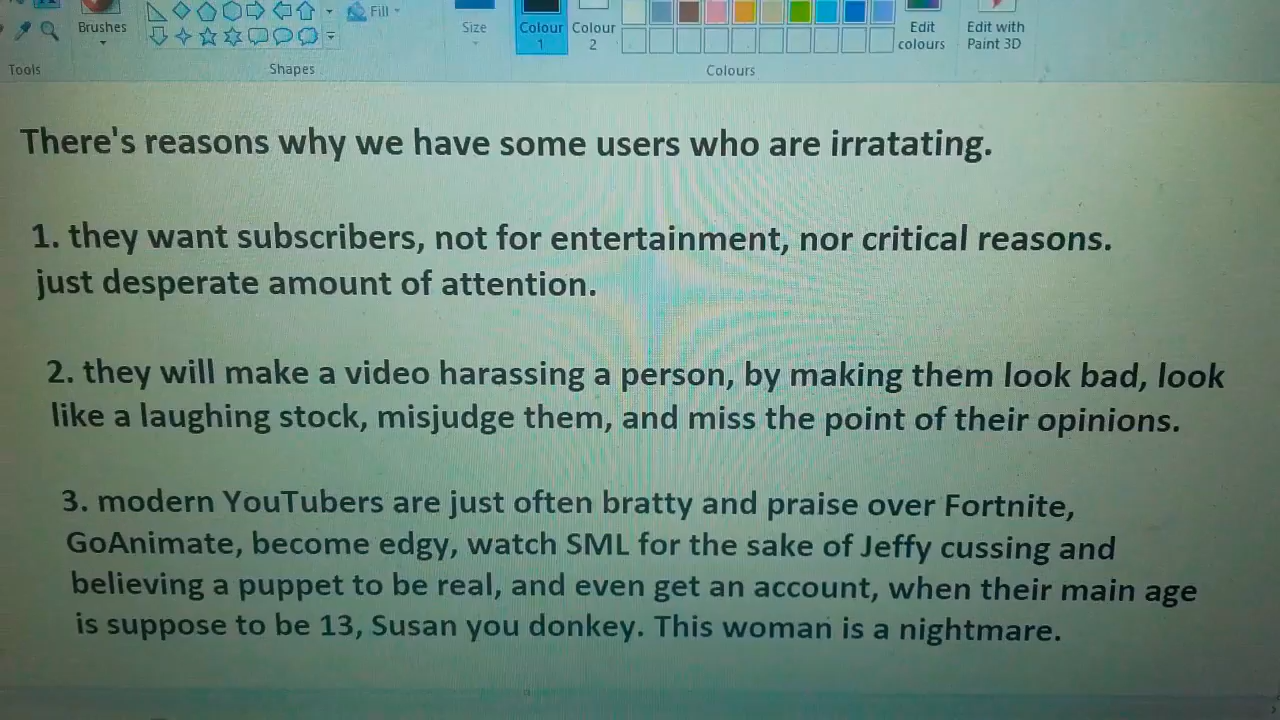 Brushes
Fill
Size
Colour
1
Colour
2
Edit
colours
Edit with
Paint 3D
Tools
Shapes
Colours
There's reasons why we have some users who are irratating.
1. they want subscribers, not for entertainment, nor critical reasons.
just desperate amount of attention.
2. they will make a video harassing a person, by making them look bad, look
like a laughing stock, misjudge them, and miss the point of their opinions.
3. modern YouTubers are just often bratty and praise over Fortnite,
GoAnimate, become edgy, watch SML for the sake of Jeffy cussing and
believing a puppet to be real, and even get an account, when their main age
is suppose to be 13, Susan you donkey. This woman is a nightmare.